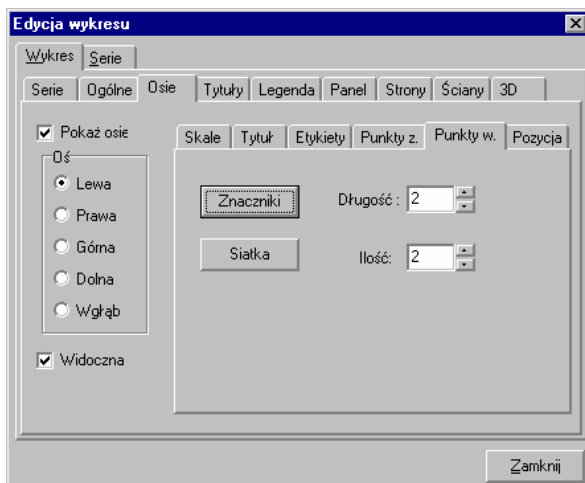 Edycja wykresu
Wykres Serie
Serie Ogólne Osie Tytuły Legenda Panel Strony Ściany 3D
Pokaż osie
Skale Tytuł Etykiety Punkty z. Punkty w. Pozycja
Oś
Lewa
Prawa
Górna
Dolna
Wgłąb
Widoczna
Znaczniki Długość : 2
Siatka Ilość: 2
Zamknij